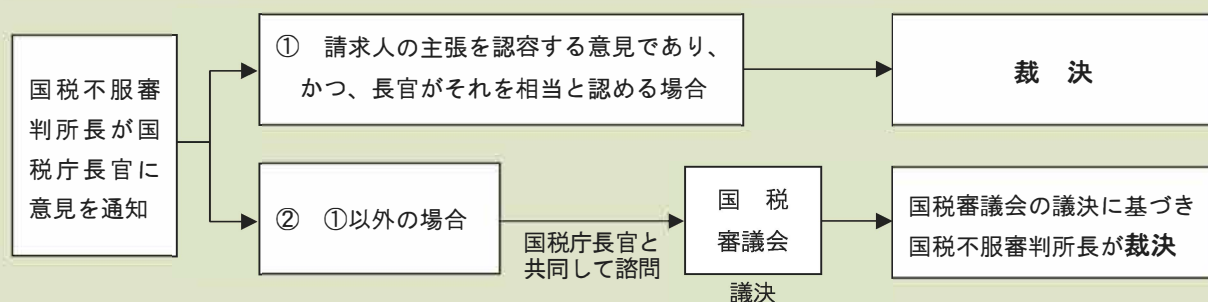 国税不服審
判所長が国
税庁長官に
意見を通知
① 請求人の主張を認容する意見であり、
かつ、長官がそれを相当と認める場合
裁 決
② ①以外の場合
国税庁長官と
共同して諮問
国 税
審議会
議決
国税審議会の議決に基づき
国税不服審判所長が裁決